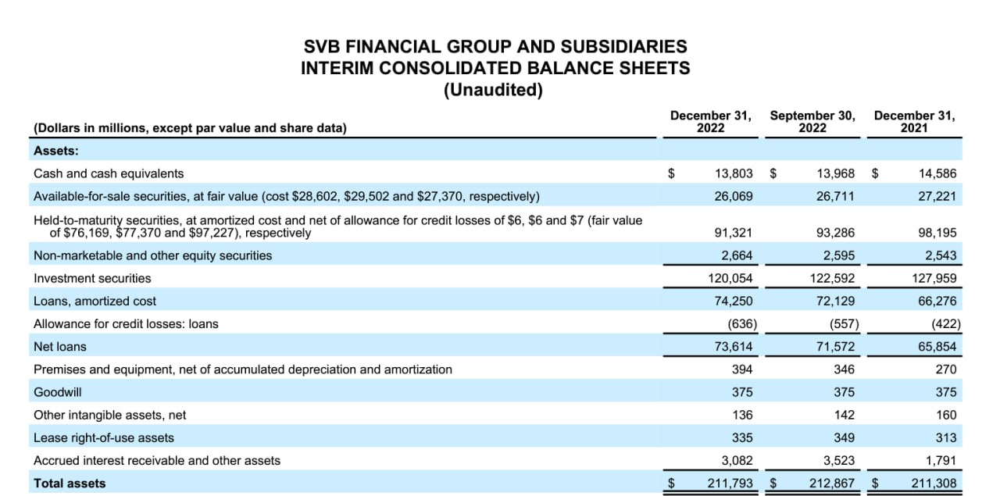 SVB FINANCIAL GROUP AND SUBSIDIARIES
INTERIM CONSOLIDATED BALANCE SHEETS
(Unaudited)
(Dollars in millions, except par value and share data) December 31, 2022 September 30, 2022 December 31, 2021
Assets:
Cash and cash equivalents $ 13,803 $ 13,968 $ 14,586
Available-for-sale securities, at fair value (cost $28,602, $29,502 and $27,370, respectively) 26,069 26,711 27,221
Held-to-maturity securities, at amortized cost and net of allowance for credit losses of $6, $6 and $7 (fair value
of $76,169, $77,370 and $97,227), respectively 91,321 93,286 98,195
Non-marketable and other equity securities 2,664 2,595 2,543
Investment securities 120,054 122,592 127,959
Loans, amortized cost 74,250 72,129 66,276
Allowance for credit losses: loans (636) (557) (422)
Net loans 73,614 71,572 65,854
Premises and equipment, net of accumulated depreciation and amortization 394 346 270
Goodwill 375 375 375
Other intangible assets, net 136 142 160
Lease right-of-use assets 335 349 313
Accrued interest receivable and other assets 3,082 3,523 1,791
Total assets $ 211,793 $ 212,867 $ 211,308